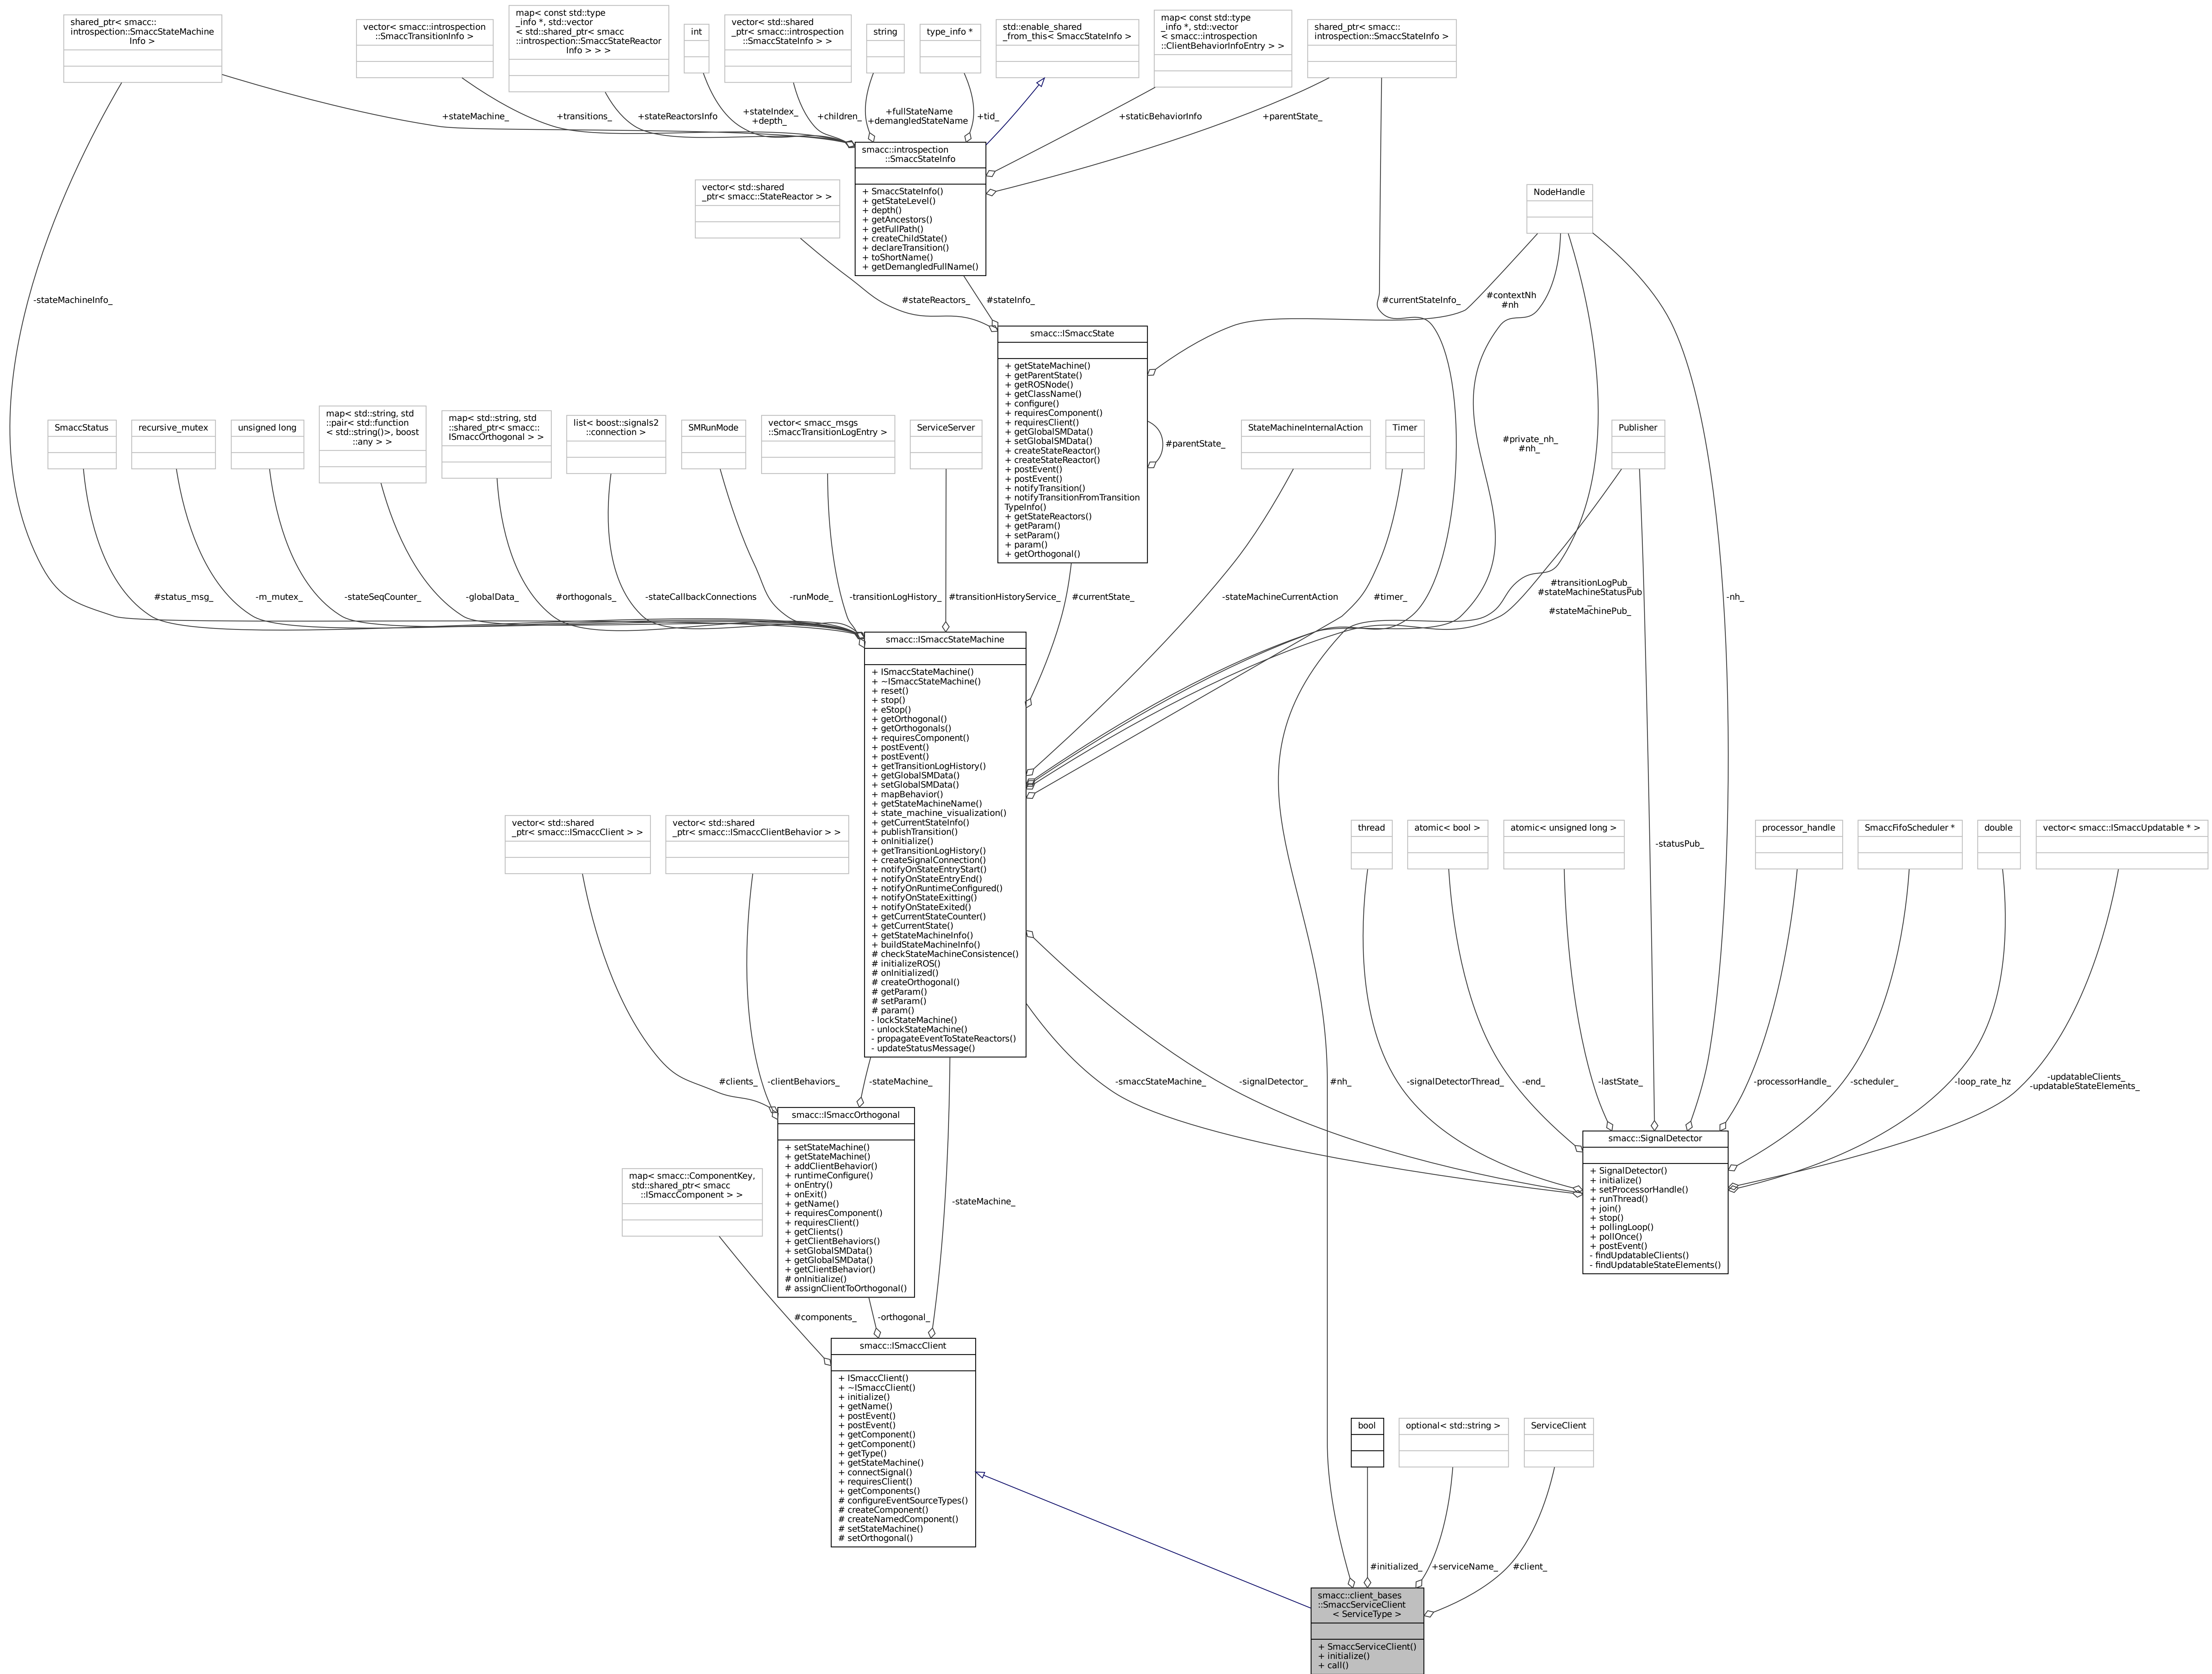 shared_ptr< smacc::
introspection::SmaccStateMachine
Info >
vector< smacc::introspection
::SmaccTransitionInfo >
map< const std::type
_info *, std::vector
< std::shared_ptr< smacc
::introspection::SmaccStateReactor
Info > > >
int
vector< std::shared
_ptr< smacc::introspection
::SmaccStateInfo > >
string
type_info *
std::enable_shared
_from_this< SmaccStateInfo >
map< const std::type
_info *, std::vector
< smacc::introspection
::ClientBehaviorInfoEntry > >
shared_ptr< smacc::
introspection::SmaccStateInfo >
+stateMachine_
+transitions_
+stateReactorsInfo
+stateIndex_
+depth_
+children_
+fullStateName
+demangledStateName
+tid_
+staticBehaviorInfo
+parentState_
smacc::introspection
::SmaccStateInfo
+ SmaccStateInfo()
+ getStateLevel()
+ depth()
+ getAncestors()
+ getFullPath()
+ createChildState()
+ declareTransition()
+ toShortName()
+ getDemangledFullName()
vector< std::shared
_ptr< smacc::StateReactor > >
NodeHandle
-stateMachineInfo_
#stateReactors_
#stateInfo_
#currentStateInfo_
#contextNh
#nh
smacc::ISmaccState
+ getStateMachine()
+ getParentState()
+ getROSNode()
+ getClassName()
+ configure()
+ requiresComponent()
+ requiresClient()
+ getGlobalSMData()
+ setGlobalSMData()
+ createStateReactor()
+ createStateReactor()
+ postEvent()
+ postEvent()
+ notifyTransition()
+ notifyTransitionFromTransition
TypeInfo()
+ getStateReactors()
+ getParam()
+ setParam()
+ param()
+ getOrthogonal()
#parentState_
SmaccStatus
recursive_mutex
unsigned long
map< std::string, std
::pair< std::function
< std::string()>, boost
::any > >
map< std::string, std
::shared_ptr< smacc::
ISmaccOrthogonal > >
list< boost::signals2
::connection >
SMRunMode
vector< smacc_msgs
::SmaccTransitionLogEntry >
ServiceServer
StateMachineInternalAction
Timer
#private_nh_
#nh_
Publisher
#status_msg_
-m_mutex_
-stateSeqCounter_
-globalData_
#orthogonals_
-stateCallbackConnections
-runMode_
-transitionLogHistory_
#transitionHistoryService_
#currentState_
-stateMachineCurrentAction
#timer_
#transitionLogPub_
#stateMachineStatusPub
_
#stateMachinePub_
-nh_
smacc::ISmaccStateMachine
+ ISmaccStateMachine()
+ ~ISmaccStateMachine()
+ reset()
+ stop()
+ eStop()
+ getOrthogonal()
+ getOrthogonals()
+ requiresComponent()
+ postEvent()
+ postEvent()
+ getTransitionLogHistory()
+ getGlobalSMData()
+ setGlobalSMData()
+ mapBehavior()
+ getStateMachineName()
+ state_machine_visualization()
+ getCurrentStateInfo()
+ publishTransition()
+ onInitialize()
+ getTransitionLogHistory()
+ createSignalConnection()
+ notifyOnStateEntryStart()
+ notifyOnStateEntryEnd()
+ notifyOnRuntimeConfigured()
+ notifyOnStateExitting()
+ notifyOnStateExited()
+ getCurrentStateCounter()
+ getCurrentState()
+ getStateMachineInfo()
+ buildStateMachineInfo()
# checkStateMachineConsistence()
# initializeROS()
# onInitialized()
# createOrthogonal()
# getParam()
# setParam()
# param()
- lockStateMachine()
- unlockStateMachine()
- propagateEventToStateReactors()
- updateStatusMessage()
vector< std::shared
_ptr< smacc::ISmaccClient > >
vector< std::shared
_ptr< smacc::ISmaccClientBehavior > >
thread
atomic< bool >
atomic< unsigned long >
-statusPub_
processor_handle
SmaccFifoScheduler *
double
vector< smacc::ISmaccUpdatable * >
#clients_
-clientBehaviors_
-stateMachine_
-smaccStateMachine_
-signalDetector_
#nh_
-signalDetectorThread_
-end_
-lastState_
-processorHandle_
-scheduler_
-loop_rate_hz
-updatableClients_
-updatableStateElements_
smacc::ISmaccOrthogonal
+ setStateMachine()
+ getStateMachine()
+ addClientBehavior()
+ runtimeConfigure()
+ onEntry()
+ onExit()
+ getName()
+ requiresComponent()
+ requiresClient()
+ getClients()
+ getClientBehaviors()
+ setGlobalSMData()
+ getGlobalSMData()
+ getClientBehavior()
# onInitialize()
# assignClientToOrthogonal()
smacc::SignalDetector
+ SignalDetector()
+ initialize()
+ setProcessorHandle()
+ runThread()
+ join()
+ stop()
+ pollingLoop()
+ pollOnce()
+ postEvent()
- findUpdatableClients()
- findUpdatableStateElements()
map< smacc::ComponentKey,
std::shared_ptr< smacc
::ISmaccComponent > >
-stateMachine_
#components_
-orthogonal_
smacc::ISmaccClient
+ ISmaccClient()
+ ~ISmaccClient()
+ initialize()
+ getName()
+ postEvent()
+ postEvent()
+ getComponent()
+ getComponent()
+ getType()
+ getStateMachine()
+ connectSignal()
+ requiresClient()
+ getComponents()
# configureEventSourceTypes()
# createComponent()
# createNamedComponent()
# setStateMachine()
# setOrthogonal()
bool
optional< std::string >
ServiceClient
#initialized_
+serviceName_
#client_
smacc::client_bases
::SmaccServiceClient
< ServiceType >
+ SmaccServiceClient()
+ initialize()
+ call()